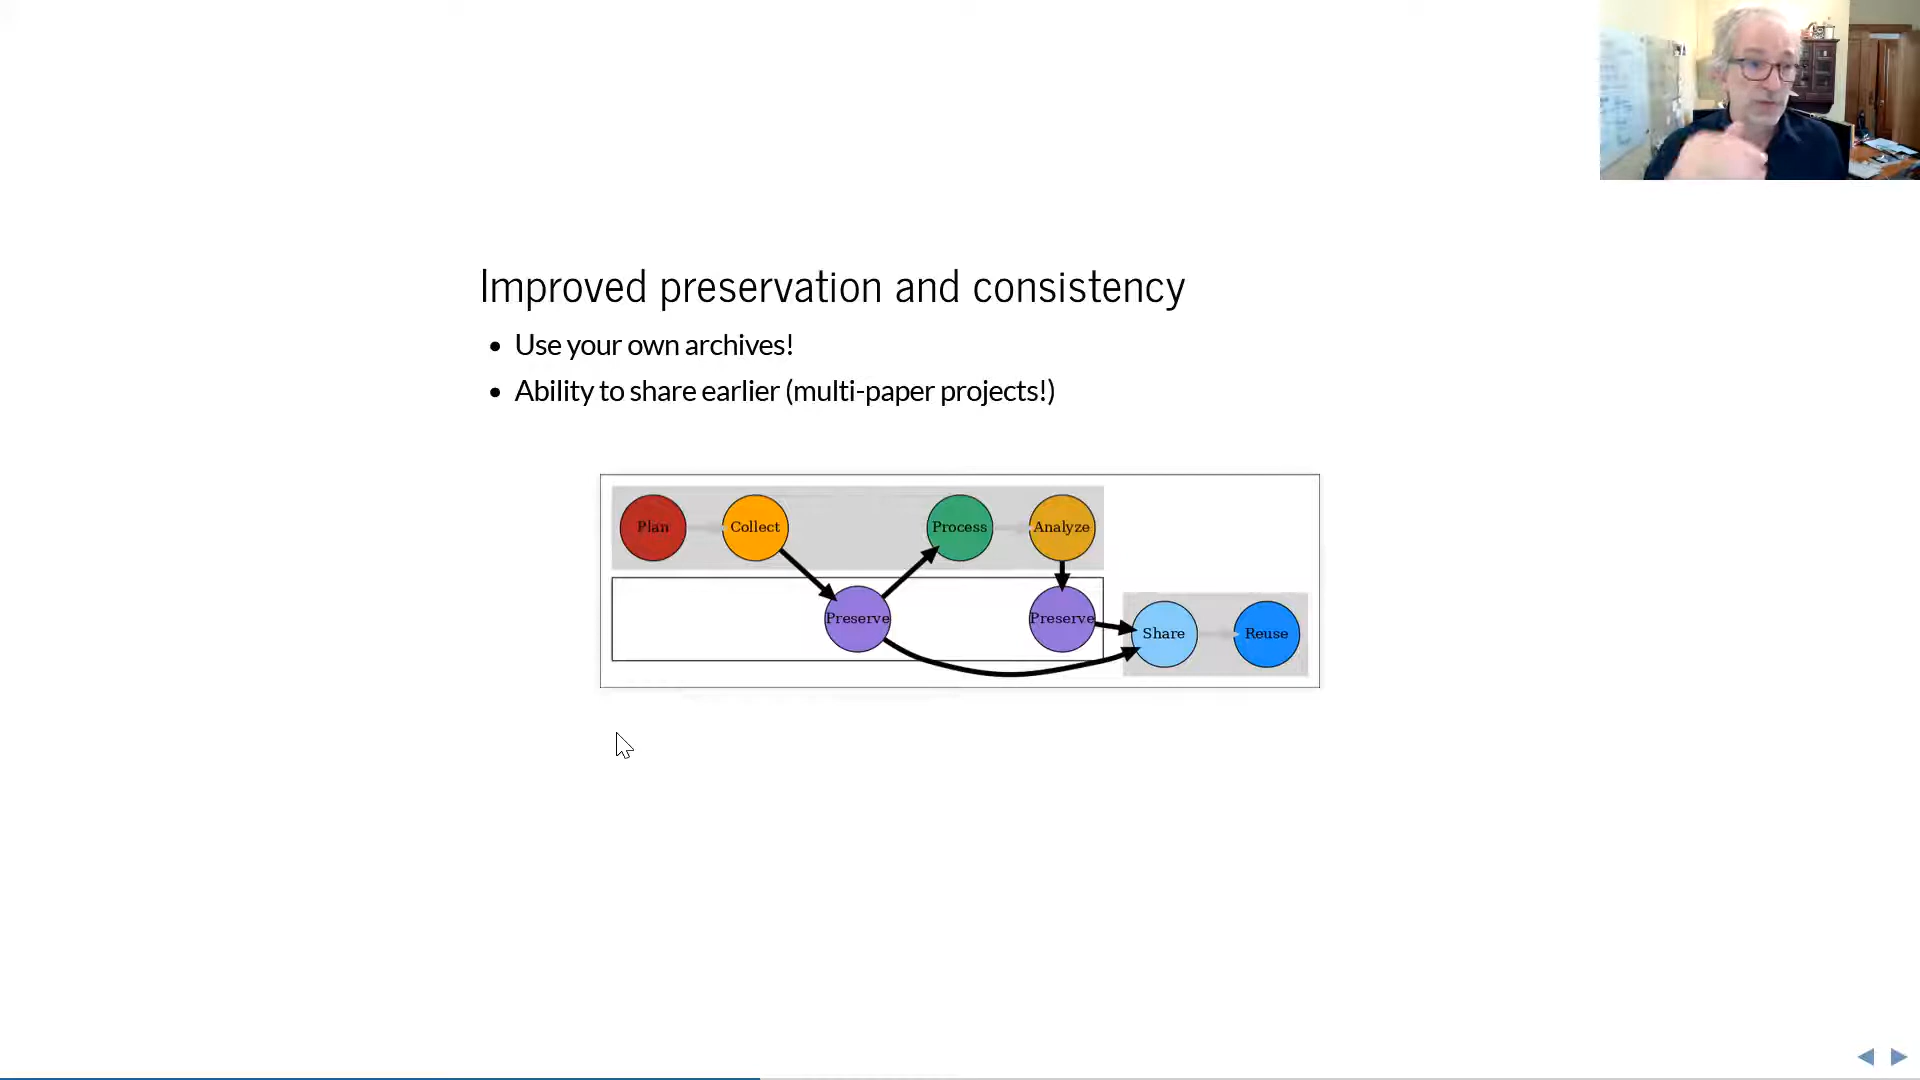 Improved preservation and consistency
Use your own archives!
Ability to share earlier (multi-paper projects!)
Plan
Collect
Process
Analyze
Preserve
Preserve
Share
Reuse